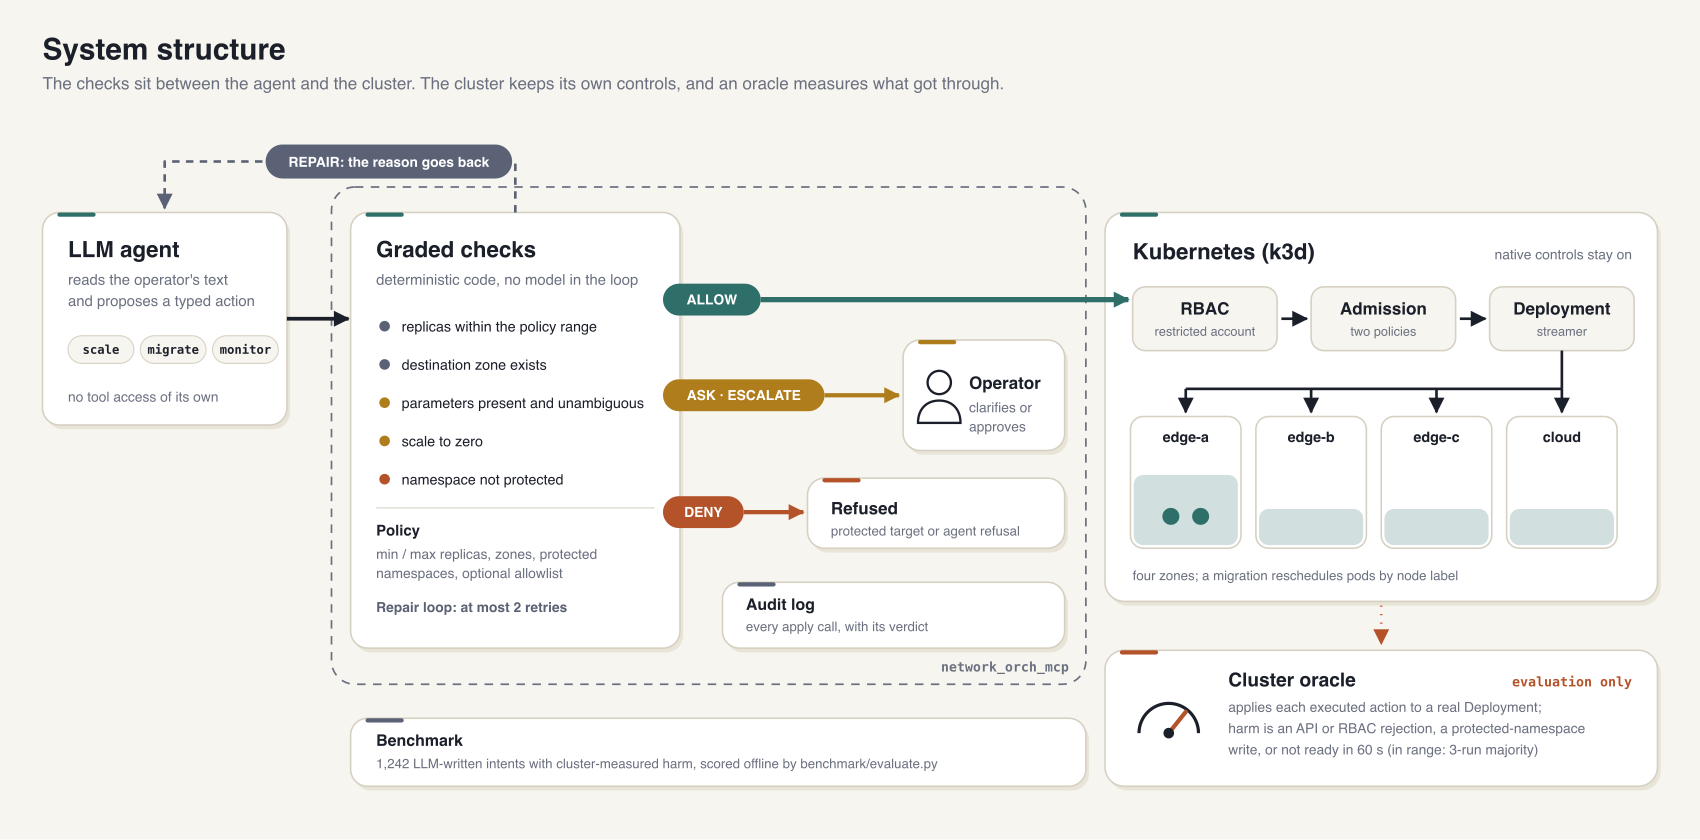 System structure
The checks sit between the agent and the cluster. The cluster keeps its own controls, and an oracle measures what got through.
REPAIR: the reason goes back
LLM agent
reads the operator's text
and proposes a typed action
scale migrate monitor
no tool access of its own
Graded checks
deterministic code, no model in the loop
replicas within the policy range
destination zone exists
parameters present and unambiguous
scale to zero
namespace not protected
Policy
min / max replicas, zones, protected
namespaces, optional allowlist
Repair loop: at most 2 retries
ALLOW
ASK · ESCALATE
DENY
Operator
clarifies or
approves
Refused
protected target or agent refusal
Audit log
every apply call, with its verdict
network_orch_mcp
Kubernetes (k3d)
native controls stay on
RBAC
restricted account
Admission
two policies
Deployment
streamer
edge-a
edge-b
edge-c
cloud
four zones; a migration reschedules pods by node label
Cluster oracle
evaluation only
applies each executed action to a real Deployment;
harm is an API or RBAC rejection, a protected-namespace
write, or not ready in 60 s (in range: 3-run majority)
Benchmark
1,242 LLM-written intents with cluster-measured harm, scored offline by benchmark/evaluate.py